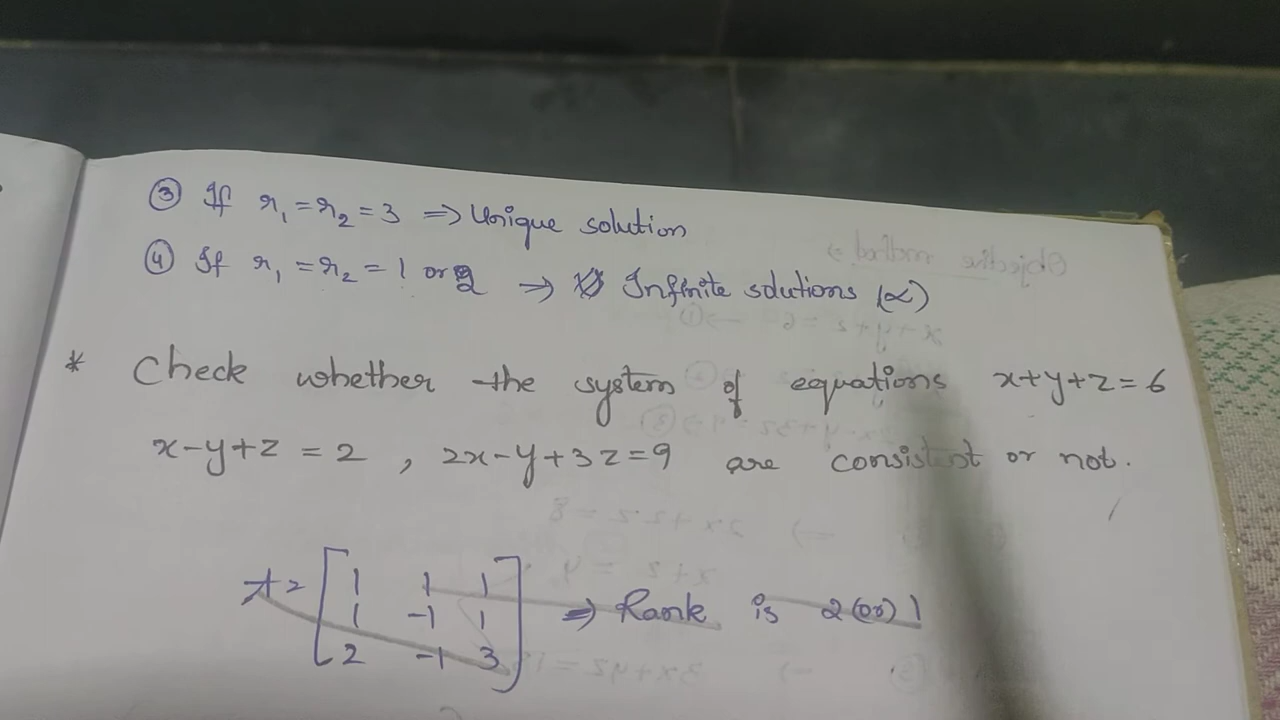 ③ If r₁ = r₂ = 3 ⇒ Unique solution
④ If r₁ = r₂ = 1 or 2 ⇒ Infinite solutions (∝)
* Check whether the system of equations x+y+z=6
x-y+z = 2 , 2x-y+3z=9 are consistent or not.
A = [1 1 1
1 -1 1 ⇒ Rank is 2 (or) 1
2 -1 3]